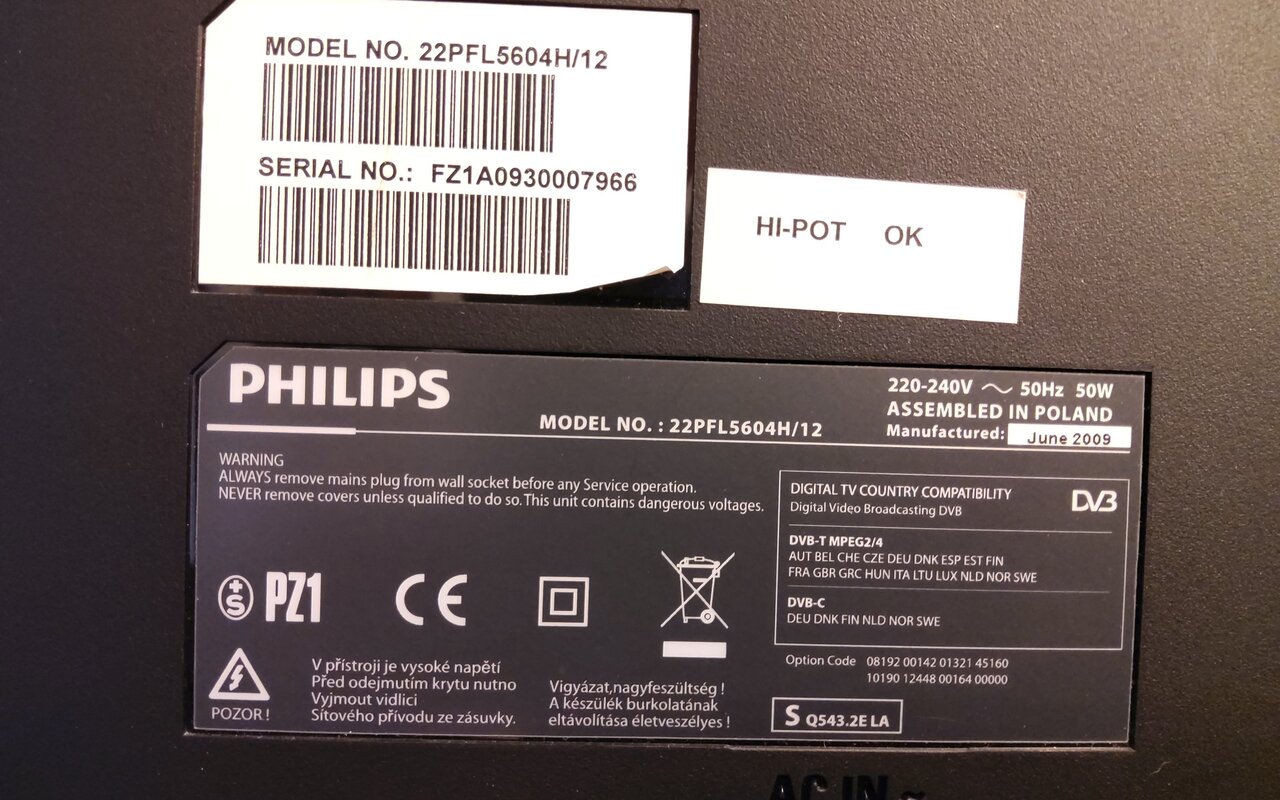 MODEL NO. 22PFL5604H/12
SERIAL NO.: FZ1A0930007966
HI-POT OK
PHILIPS
MODEL NO. : 22PFL5604H/12
220-240V ~ 50Hz 50W
ASSEMBLED IN POLAND
Manufactured: June 2009
WARNING
ALWAYS remove mains plug from wall socket before any Service operation.
NEVER remove covers unless qualified to do so. This unit contains dangerous voltages.
DIGITAL TV COUNTRY COMPATIBILITY
Digital Video Broadcasting DVB
DVB
DVB-T MPEG2/4
AUT BEL CHE CZE DEU DNK ESP EST FIN
FRA GBR GRC HUN ITA LTU LUX NLD NOR SWE
DVB-C
DEU DNK FIN NLD NOR SWE
+S PZ1 CE
Option Code 08192 00142 01321 45160
10190 12448 00164 00000
S Q543.2E LA
POZOR !
V přístroji je vysoké napětí
Před odejmutím krytu nutno
Vyjmout vidlici
Sítového přívodu ze zásuvky.
Vigyázat,nagyfeszültség !
A készülék burkolatának
eltávolítása életveszélyes !
AC IN ~